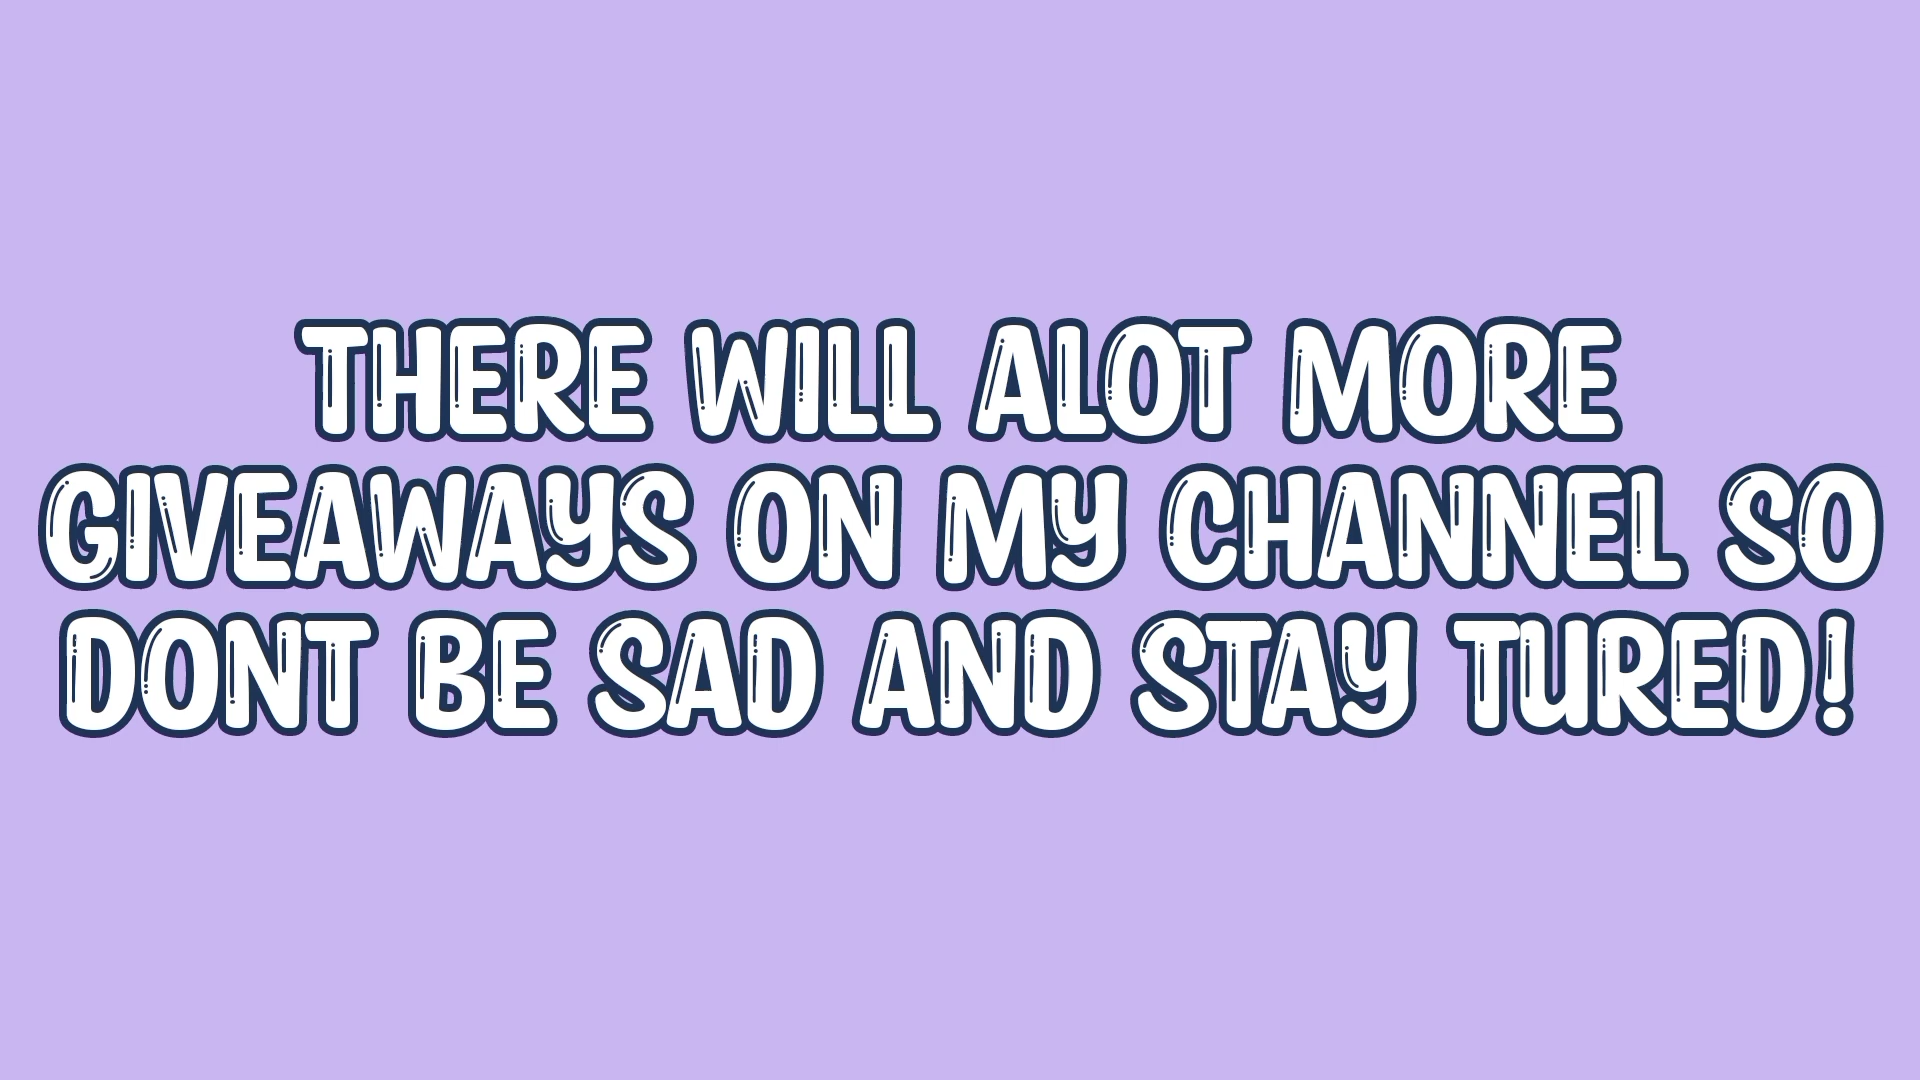 THERE WILL ALOT MORE
GIVEAWAYS ON MY CHANNEL SO
DONT BE SAD AND STAY TURED!